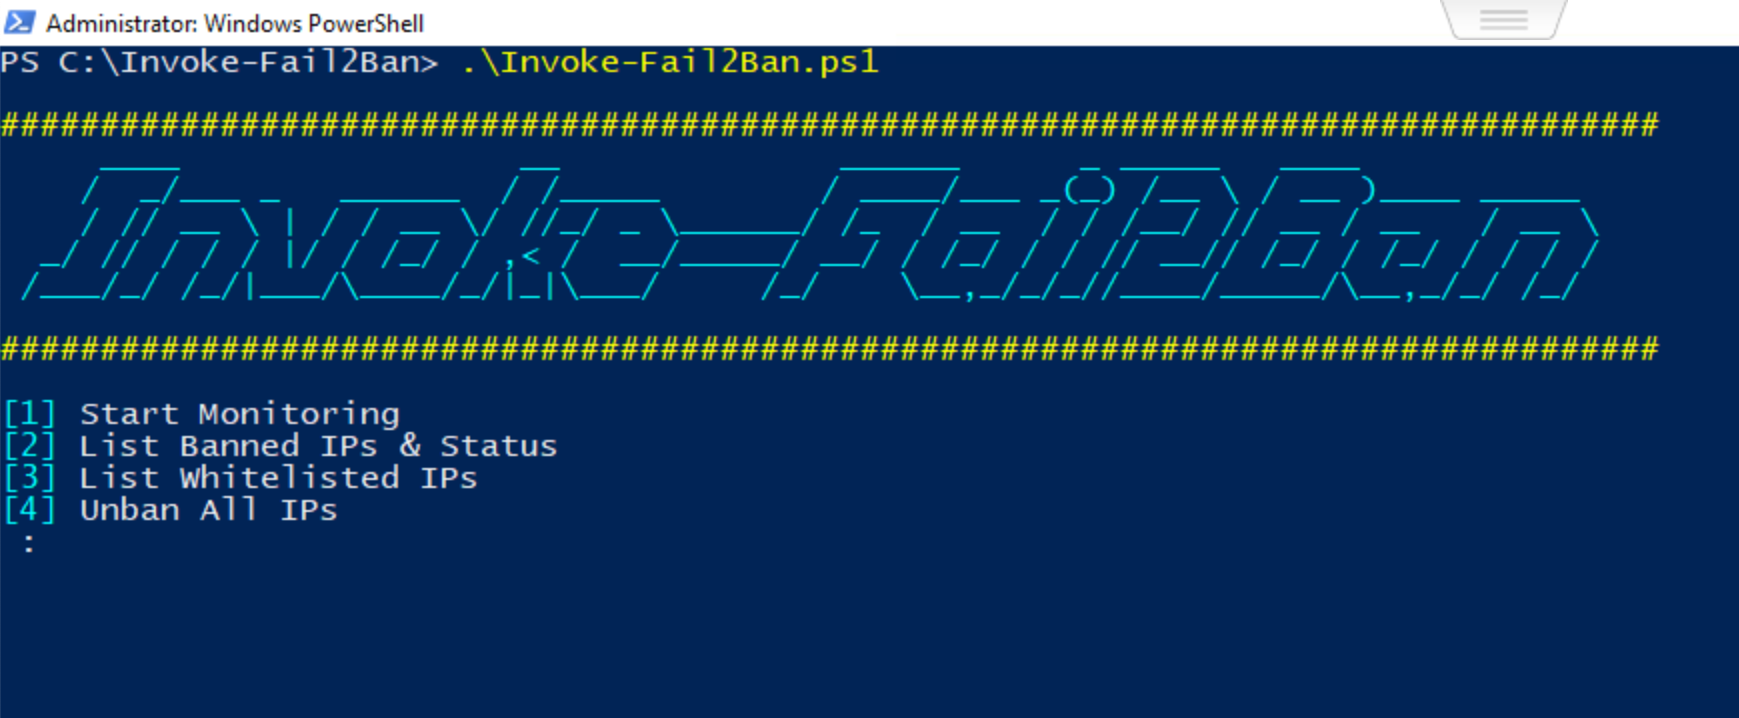 Administrator: Windows PowerShell
PS C:\Invoke-Fail2Ban> .\Invoke-Fail2Ban.ps1
###################################################################################
Invoke-Fail2Ban
###################################################################################
[1] Start Monitoring
[2] List Banned IPs & Status
[3] List Whitelisted IPs
[4] Unban All IPs
: